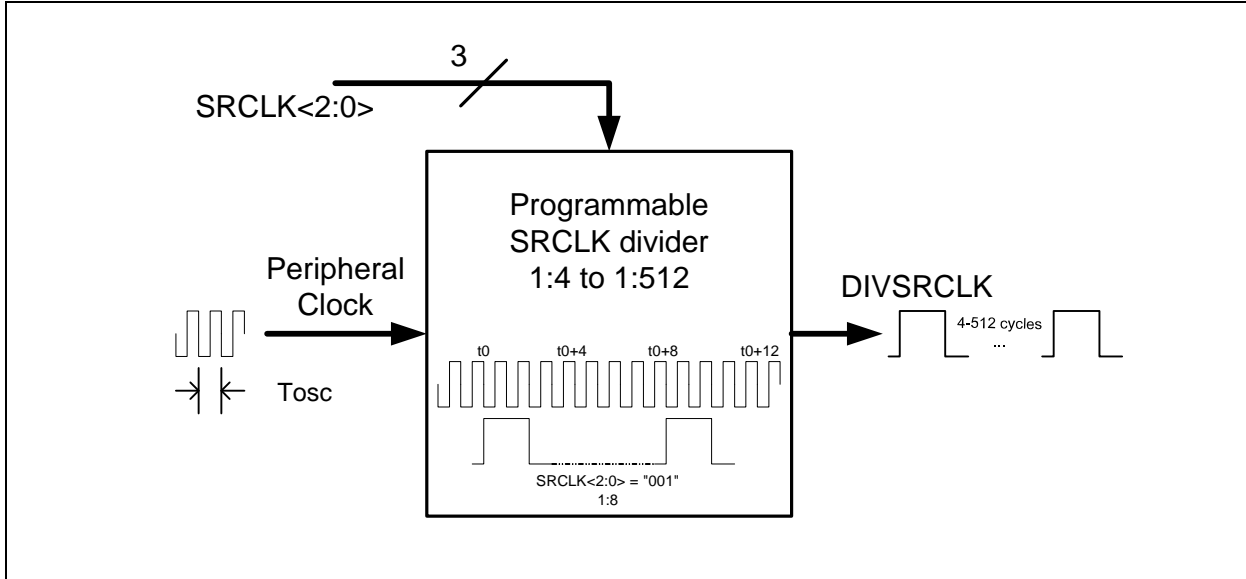 3
SRCLK<2:0>
Programmable
SRCLK divider
1:4 to 1:512
Peripheral
Clock
DIVSRCLK
4-512 cycles
...
t0 t0+4 t0+8 t0+12
Tosc
SRCLK<2:0> = "001"
1:8